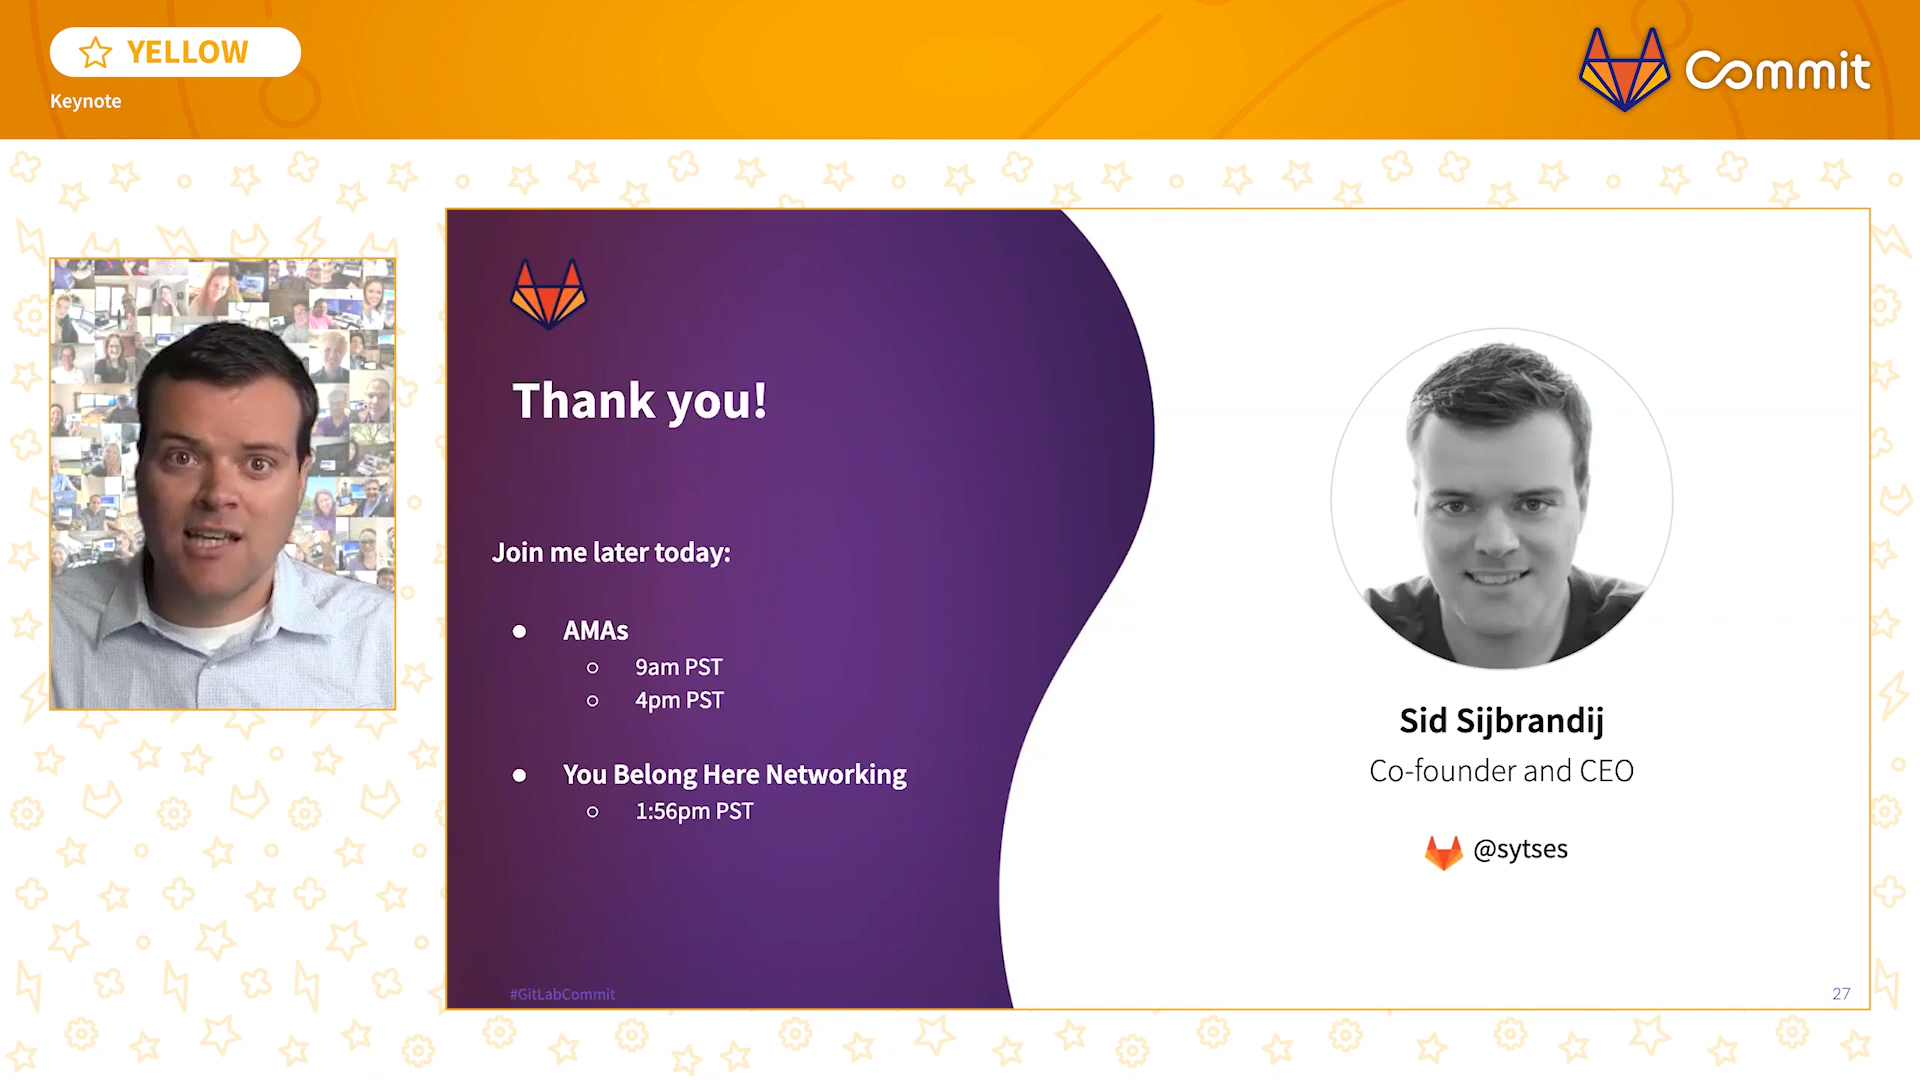 YELLOW
Keynote
Commit
Thank you!
Join me later today:
● AMAs
○ 9am PST
○ 4pm PST
● You Belong Here Networking
○ 1:56pm PST
#GitLabCommit
Sid Sijbrandij
Co-founder and CEO
@sytses
27